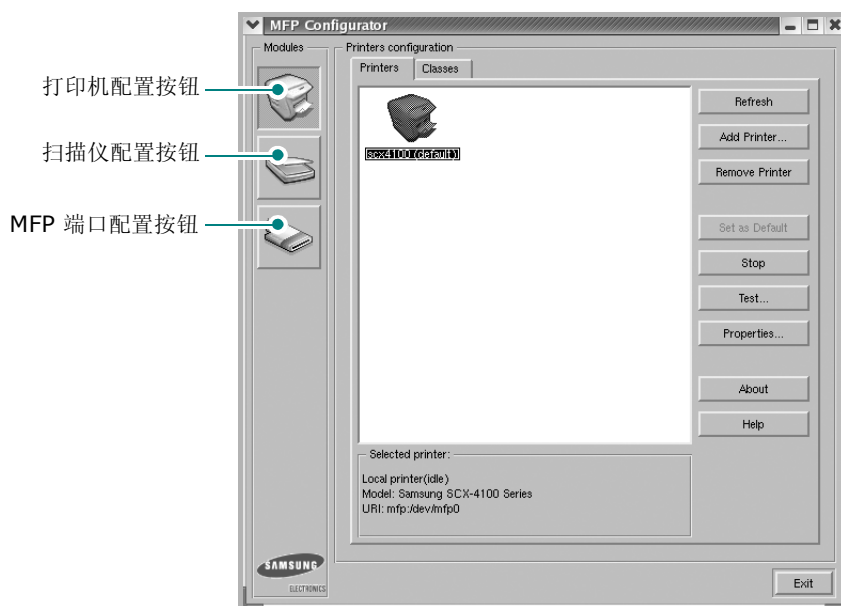 MFP Configurator
Modules
Printers configuration
Printers
Classes
打印机配置按钮
扫描仪配置按钮
MFP 端口配置按钮
scx4100 (default)
Refresh
Add Printer...
Remove Printer
Set as Default
Stop
Test...
Properties...
About
Help
Selected printer:
Local printer(idle)
Model: Samsung SCX-4100 Series
URI: mfp:/dev/mfp0
SAMSUNG
ELECTRONICS
Exit